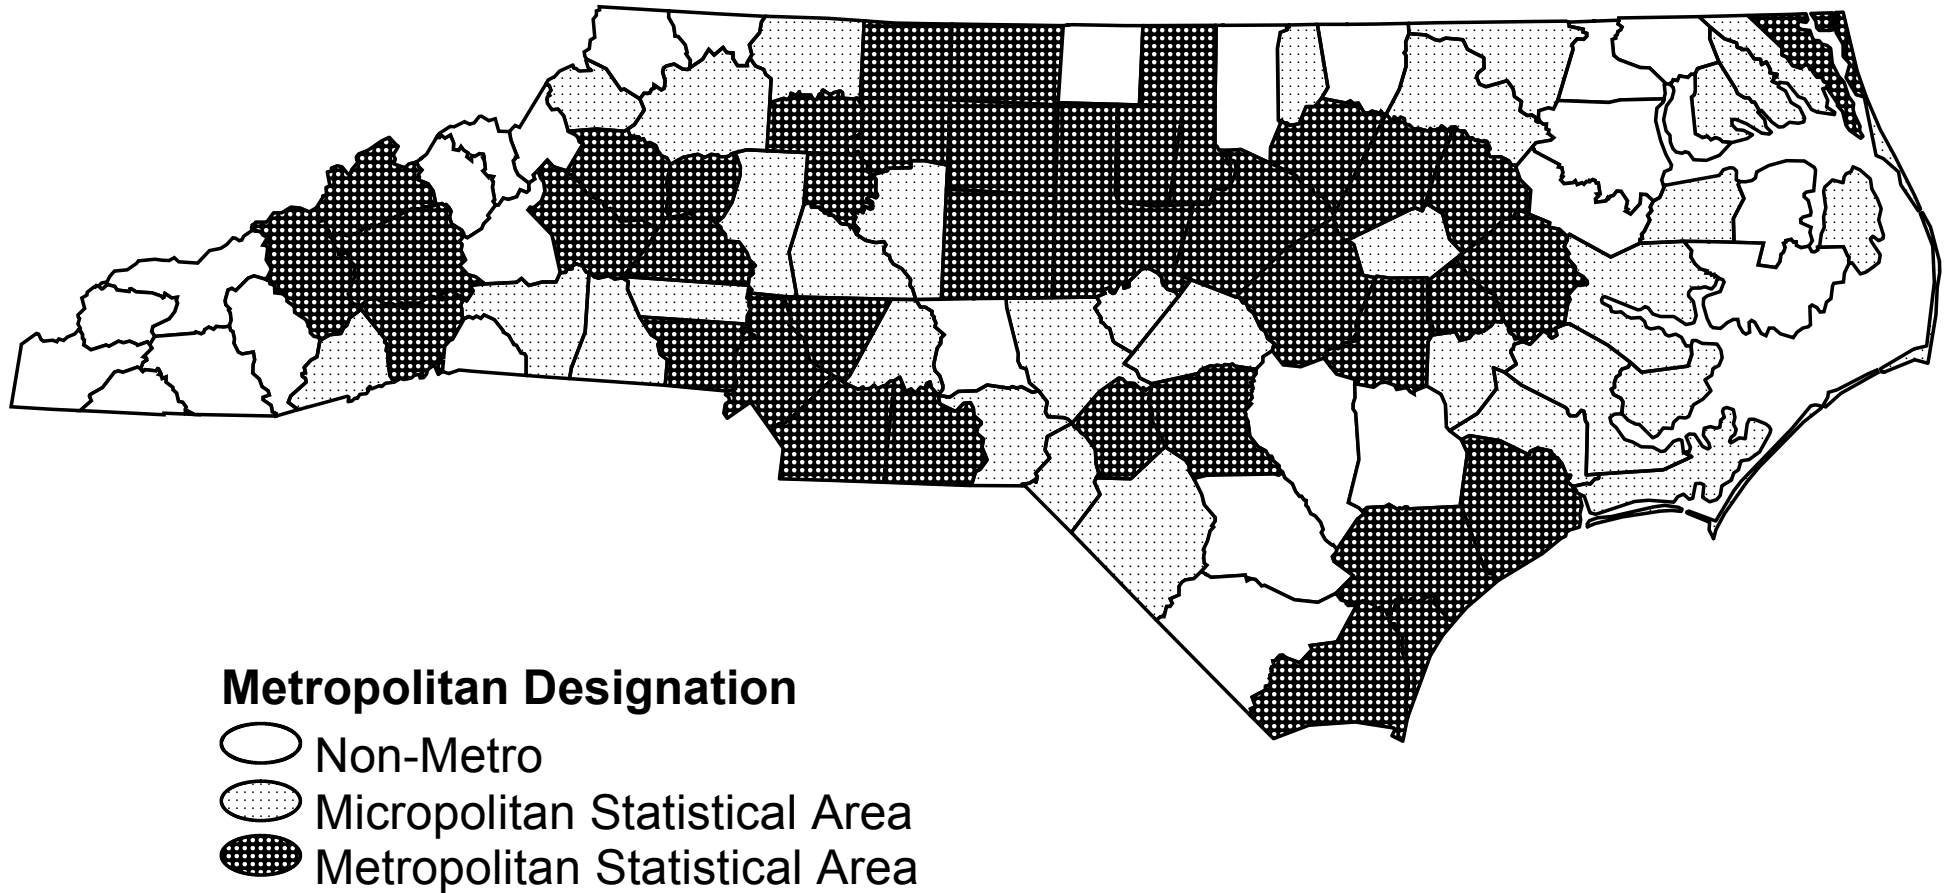 Metropolitan Designation
Non-Metro
Micropolitan Statistical Area
Metropolitan Statistical Area